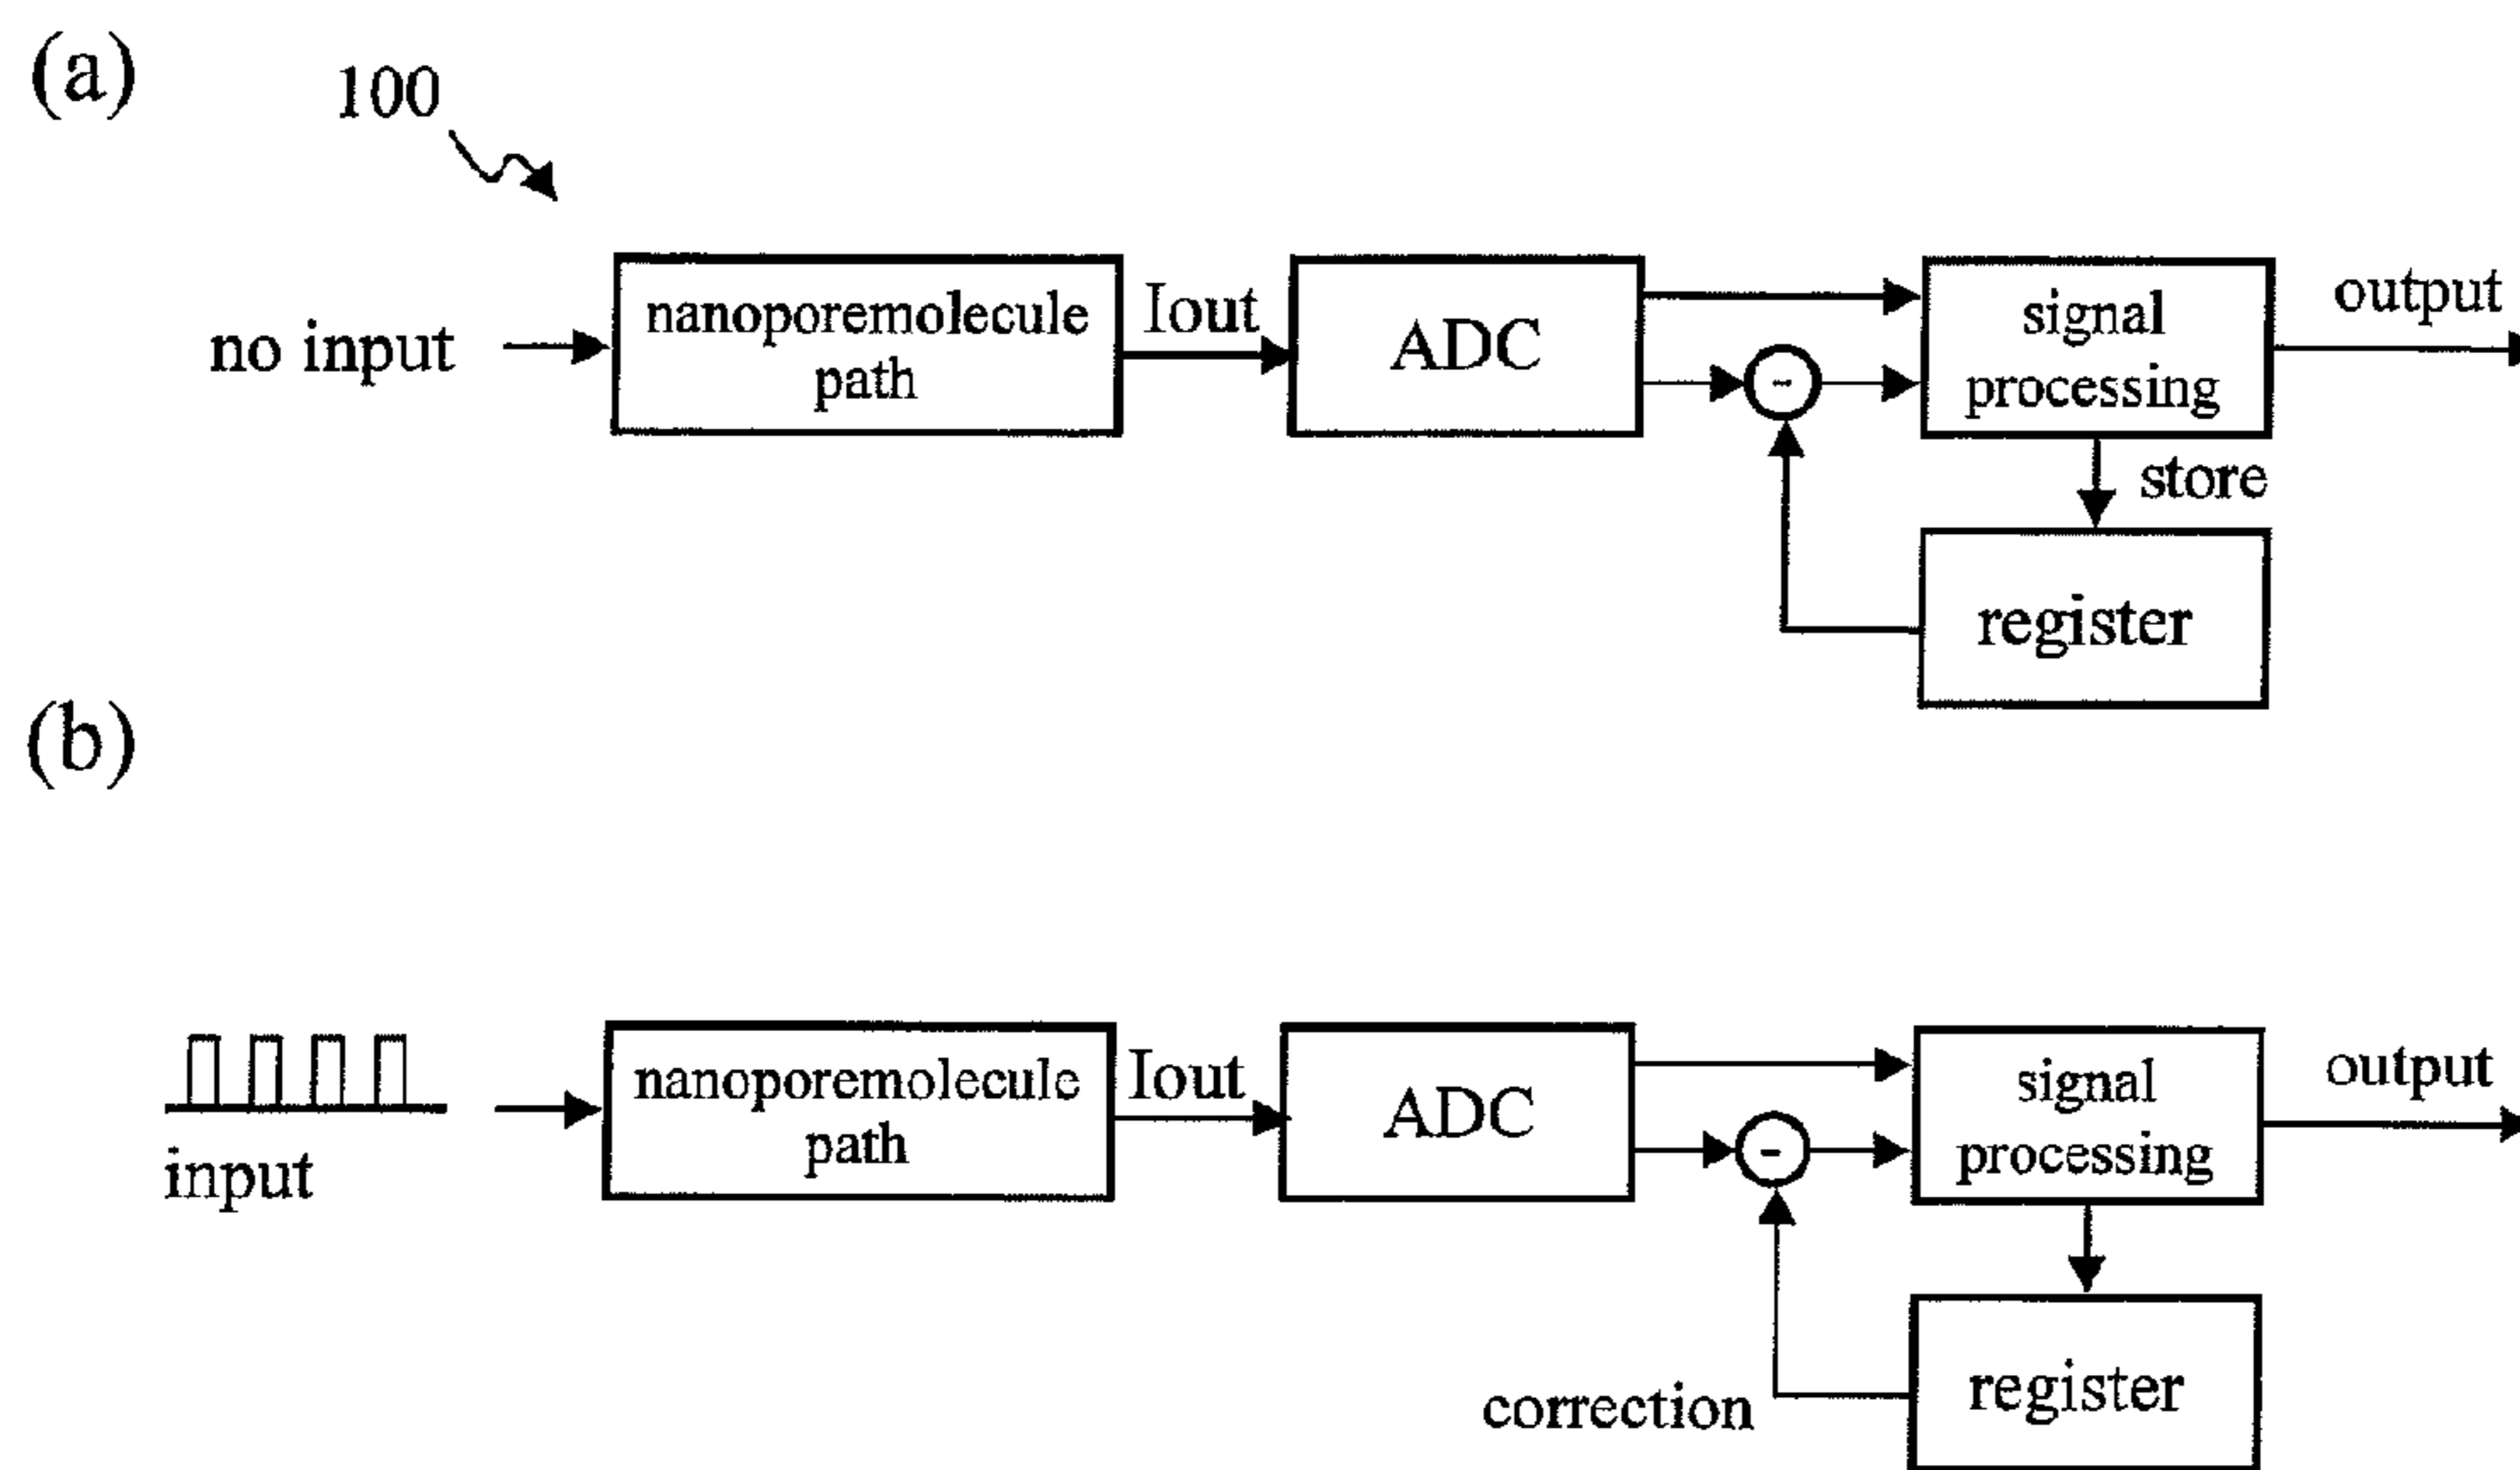 (a)
100
no input
nanoporemolecule
path
Iout
ADC
-
signal
processing
output
store
register
(b)
input
nanoporemolecule
path
Iout
ADC
-
signal
processing
output
correction
register